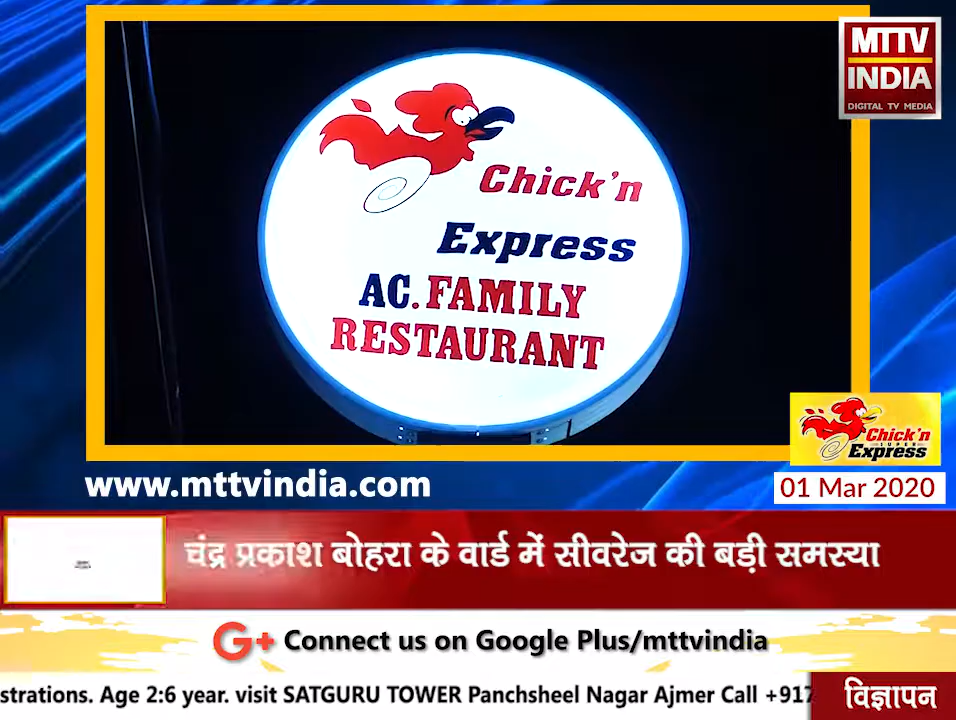 MTTV
INDIA
DIGITAL TV MEDIA
Chick'n
Express
AC. FAMILY
RESTAURANT
Chick'n
SUPER
Express
www.mttvindia.com
01 Mar 2020
चंद्र प्रकाश बोहरा के वार्ड में सीवरेज की बड़ी समस्या
G+ Connect us on Google Plus/mttvindia
strations. Age 2:6 year. visit SATGURU TOWER Panchsheel Nagar Ajmer Call +917
विज्ञापन